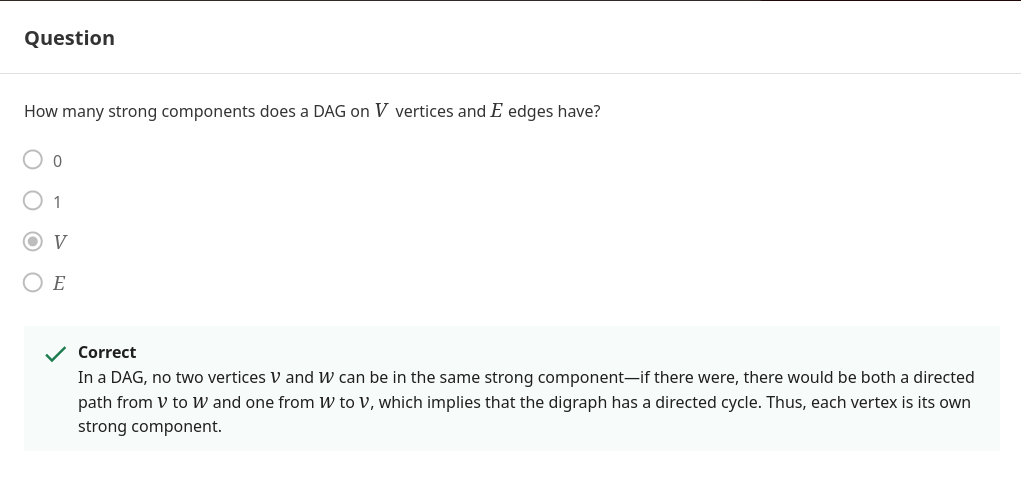 Question
How many strong components does a DAG on V vertices and E edges have?
0
1
V
E
Correct
In a DAG, no two vertices v and w can be in the same strong component—if there were, there would be both a directed
path from v to w and one from w to v, which implies that the digraph has a directed cycle. Thus, each vertex is its own
strong component.